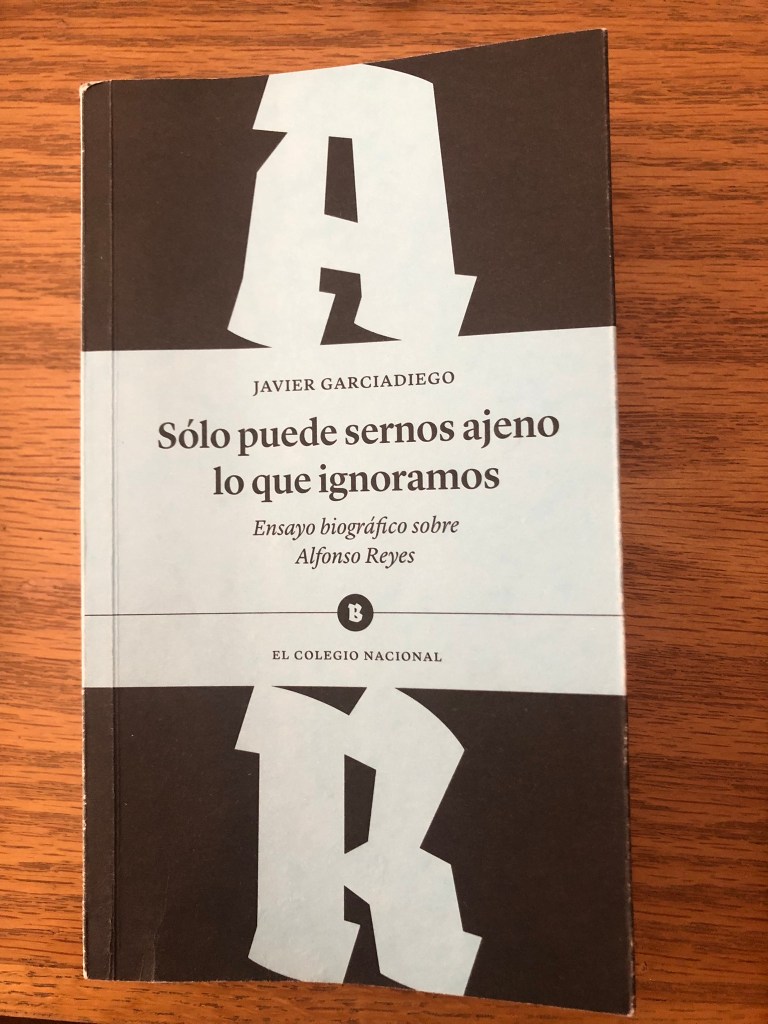 A
JAVIER GARCIADIEGO
Sólo puede sernos ajeno
lo que ignoramos
Ensayo biográfico sobre
Alfonso Reyes
B
EL COLEGIO NACIONAL
R